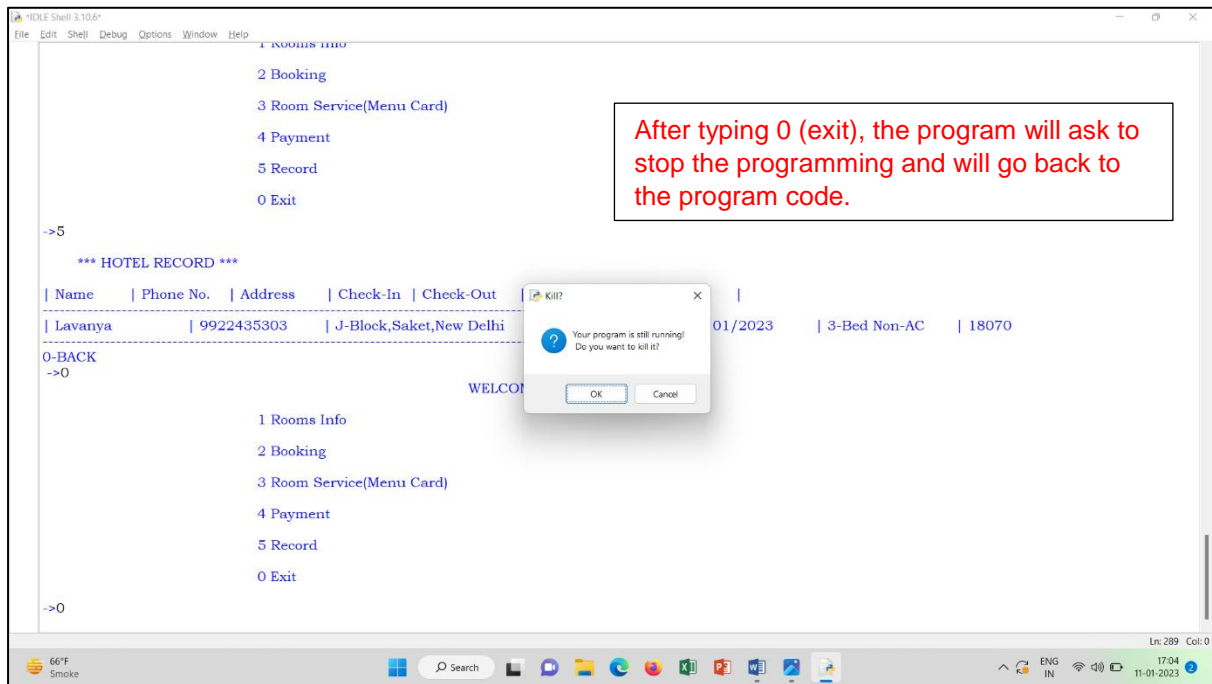 *IDLE Shell 3.10.6*
File Edit Shell Debug Options Window Help
1 Rooms Info
2 Booking
3 Room Service(Menu Card)
4 Payment
5 Record
0 Exit
After typing 0 (exit), the program will ask to
stop the programming and will go back to
the program code.
->5
*** HOTEL RECORD ***
| Name | Phone No. | Address | Check-In | Check-Out | |
| Lavanya | 9922435303 | J-Block,Saket,New Delhi 01/2023 | 3-Bed Non-AC | 18070
Kill?
Your program is still running!
Do you want to kill it?
OK Cancel
0-BACK
->0
WELCO
1 Rooms Info
2 Booking
3 Room Service(Menu Card)
4 Payment
5 Record
0 Exit
->0
Ln: 289 Col: 0
66°F
Smoke
Search
ENG
IN
17:04
11-01-2023
2